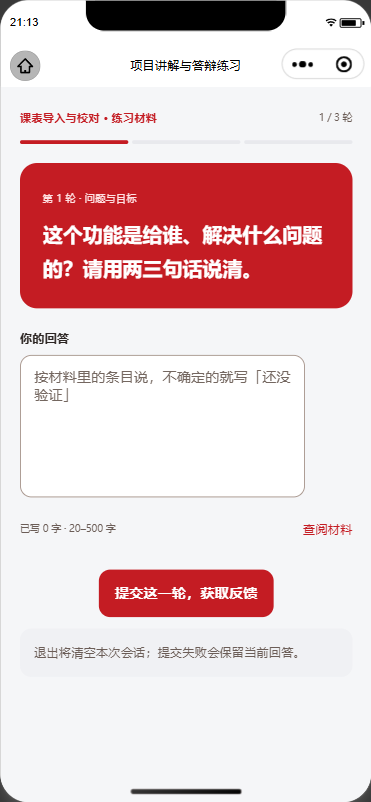 21:13
项目讲解与答辩练习
课表导入与校对 · 练习材料
1 / 3 轮
第 1 轮 · 问题与目标
这个功能是给谁、解决什么问题
的？请用两三句话说清。
你的回答
按材料里的条目说，不确定的就写「还没
验证」
已写 0 字 · 20–500 字
查阅材料
提交这一轮，获取反馈
退出将清空本次会话；提交失败会保留当前回答。